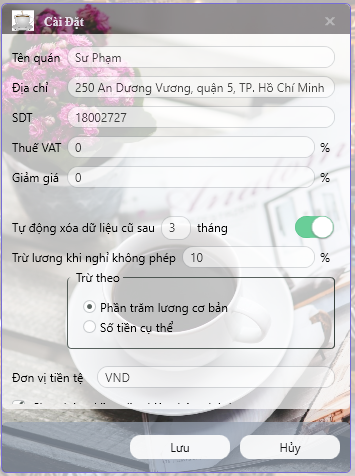 Cài Đặt
Tên quán Sư Phạm
Địa chỉ 250 An Dương Vương, quận 5, TP. Hồ Chí Minh
SDT 18002727
Thuế VAT 0 %
Giảm giá 0 %
Tự động xóa dữ liệu cũ sau 3 tháng
Trừ lương khi nghỉ không phép 10 %
Trừ theo
Phần trăm lương cơ bản
Số tiền cụ thể
Đơn vị tiền tệ VND
Lưu Hủy